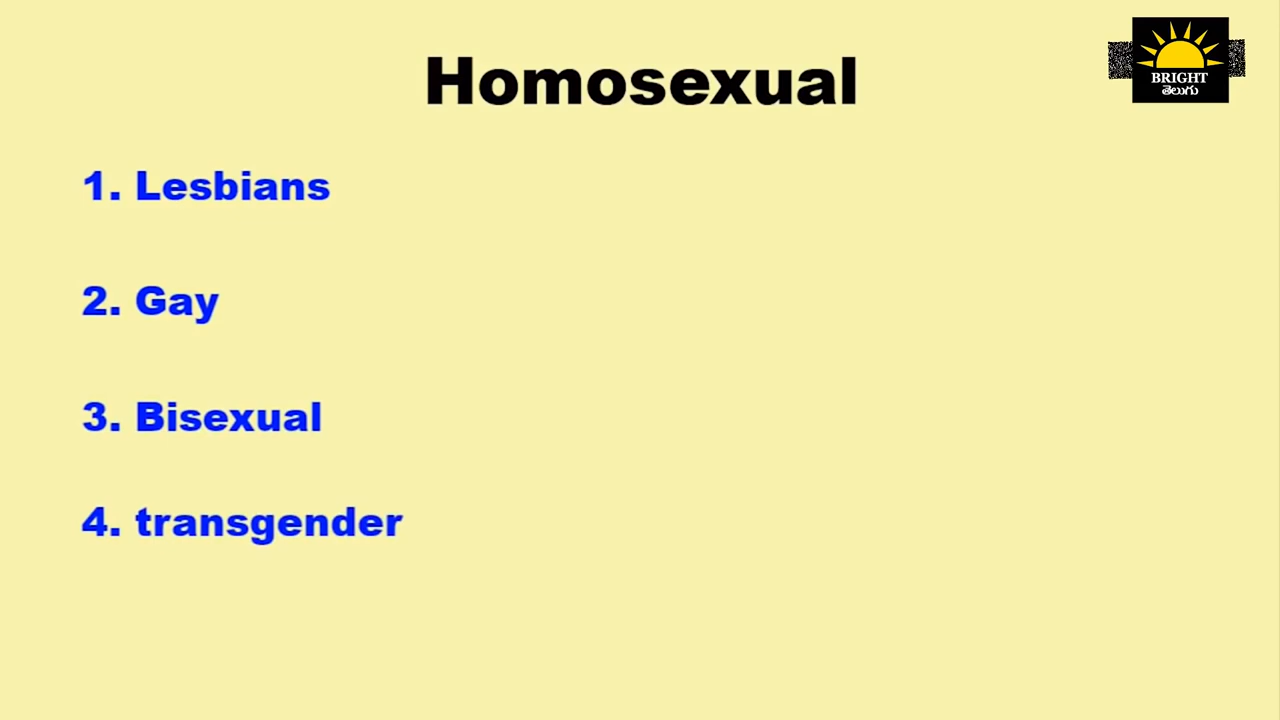 Homosexual
BRIGHT
తెలుగు
1. Lesbians
2. Gay
3. Bisexual
4. transgender